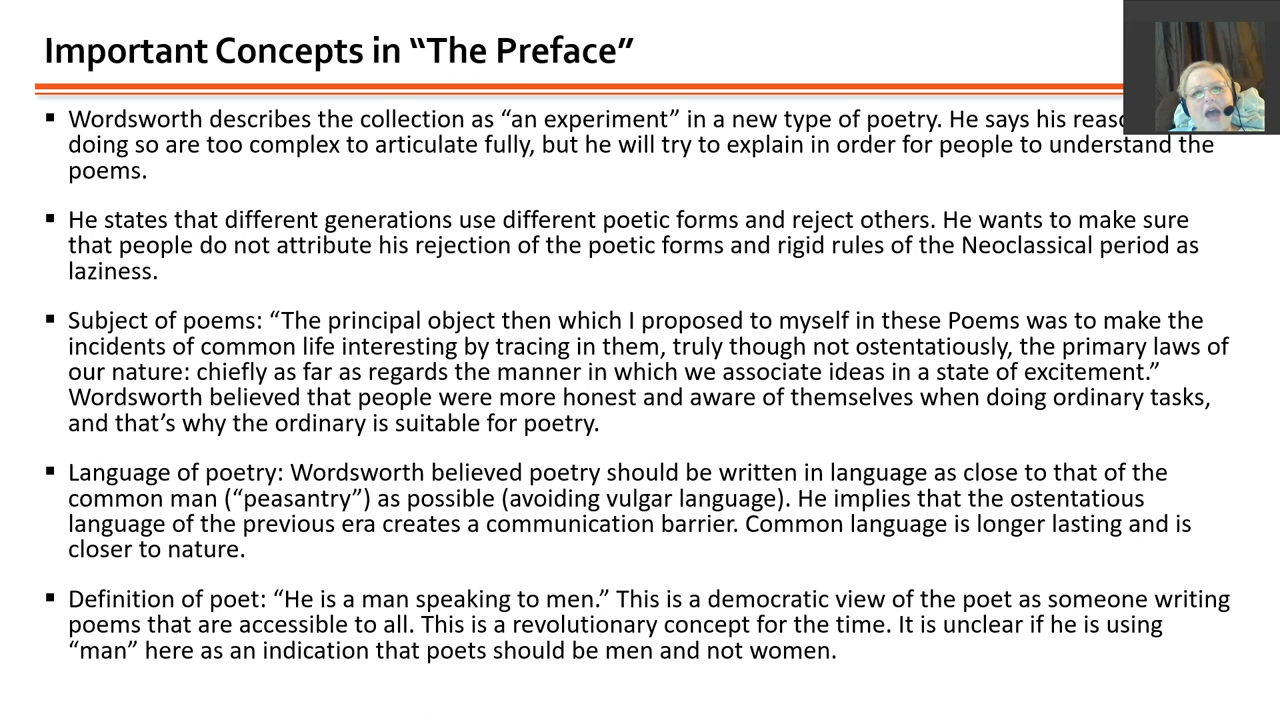 Important Concepts in “The Preface”
▪ Wordsworth describes the collection as “an experiment” in a new type of poetry. He says his
doing so are too complex to articulate fully, but he will try to explain in order for people to understand the
poems.
▪ He states that different generations use different poetic forms and reject others. He wants to make sure
that people do not attribute his rejection of the poetic forms and rigid rules of the Neoclassical period as
laziness.
▪ Subject of poems: “The principal object then which I proposed to myself in these Poems was to make the
incidents of common life interesting by tracing in them, truly though not ostentatiously, the primary laws of
our nature: chiefly as far as regards the manner in which we associate ideas in a state of excitement.”
Wordsworth believed that people were more honest and aware of themselves when doing ordinary tasks,
and that’s why the ordinary is suitable for poetry.
▪ Language of poetry: Wordsworth believed poetry should be written in language as close to that of the
common man (“peasantry”) as possible (avoiding vulgar language). He implies that the ostentatious
language of the previous era creates a communication barrier. Common language is longer lasting and is
closer to nature.
▪ Definition of poet: “He is a man speaking to men.” This is a democratic view of the poet as someone writing
poems that are accessible to all. This is a revolutionary concept for the time. It is unclear if he is using
“man” here as an indication that poets should be men and not women.